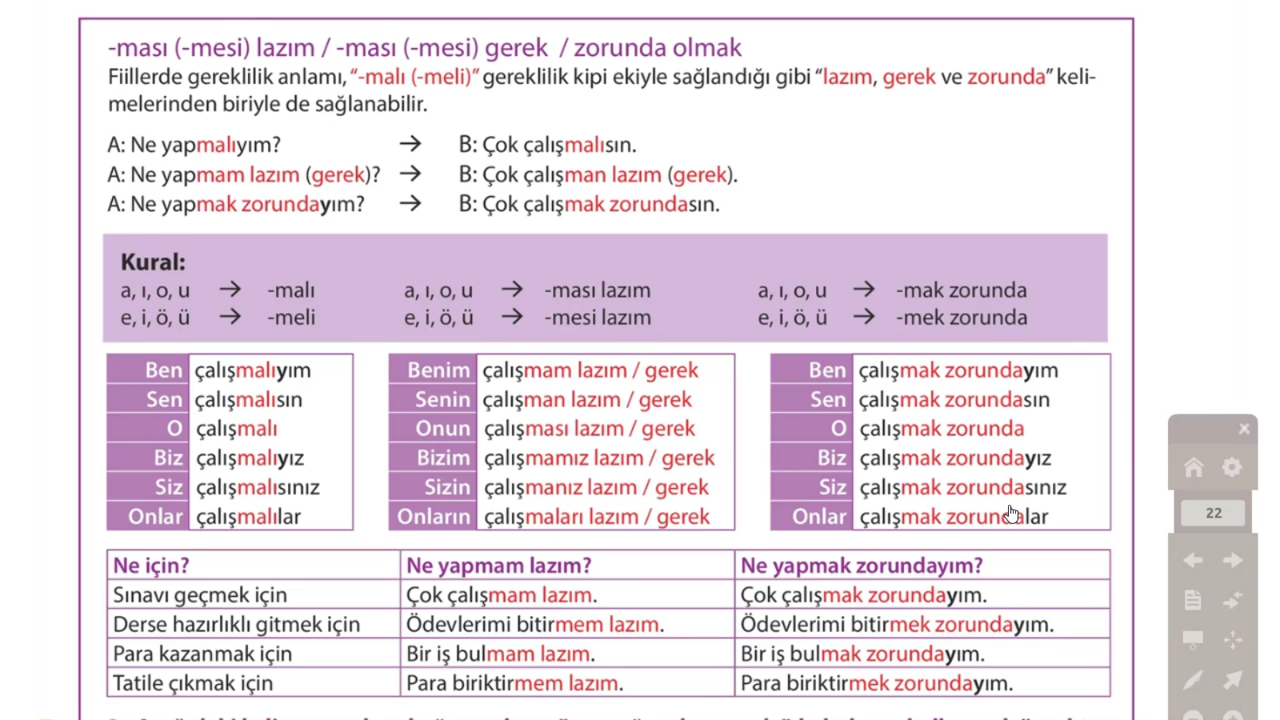 -ması (-mesi) lazım / -ması (-mesi) gerek / zorunda olmak
Fiillerde gereklilik anlamı, “-malı (-meli)” gereklilik kipi ekiyle sağlandığı gibi “lazım, gerek ve zorunda” keli-
melerinden biriyle de sağlanabilir.
A: Ne yapmalıyım? → B: Çok çalışmalısın.
A: Ne yapmam lazım (gerek)? → B: Çok çalışman lazım (gerek).
A: Ne yapmak zorundayım? → B: Çok çalışmak zorundasın.
Kural:
a, ı, o, u → -malı a, ı, o, u → -ması lazım a, ı, o, u → -mak zorunda
e, i, ö, ü → -meli e, i, ö, ü → -mesi lazım e, i, ö, ü → -mek zorunda
Ben çalışmalıyım Benim çalışmam lazım / gerek Ben çalışmak zorundayım
Sen çalışmalısın Senin çalışman lazım / gerek Sen çalışmak zorundasın
O çalışmalı Onun çalışması lazım / gerek O çalışmak zorunda
Biz çalışmalıyız Bizim çalışmamız lazım / gerek Biz çalışmak zorundayız
Siz çalışmalısınız Sizin çalışmanız lazım / gerek Siz çalışmak zorundasınız
Onlar çalışmalılar Onların çalışmaları lazım / gerek Onlar çalışmak zorundalar
Ne için? Ne yapmam lazım? Ne yapmak zorundayım?
Sınavı geçmek için Çok çalışmam lazım. Çok çalışmak zorundayım.
Derse hazırlıklı gitmek için Ödevlerimi bitirmem lazım. Ödevlerimi bitirmek zorundayım.
Para kazanmak için Bir iş bulmam lazım. Bir iş bulmak zorundayım.
Tatile çıkmak için Para biriktirmem lazım. Para biriktirmek zorundayım.
22